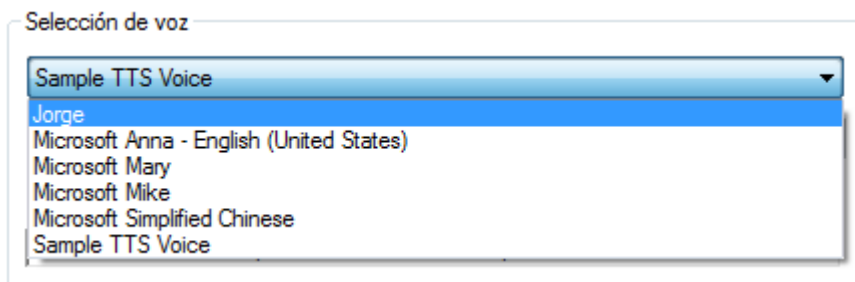 Selección de voz
Sample TTS Voice
Jorge
Microsoft Anna - English (United States)
Microsoft Mary
Microsoft Mike
Microsoft Simplified Chinese
Sample TTS Voice